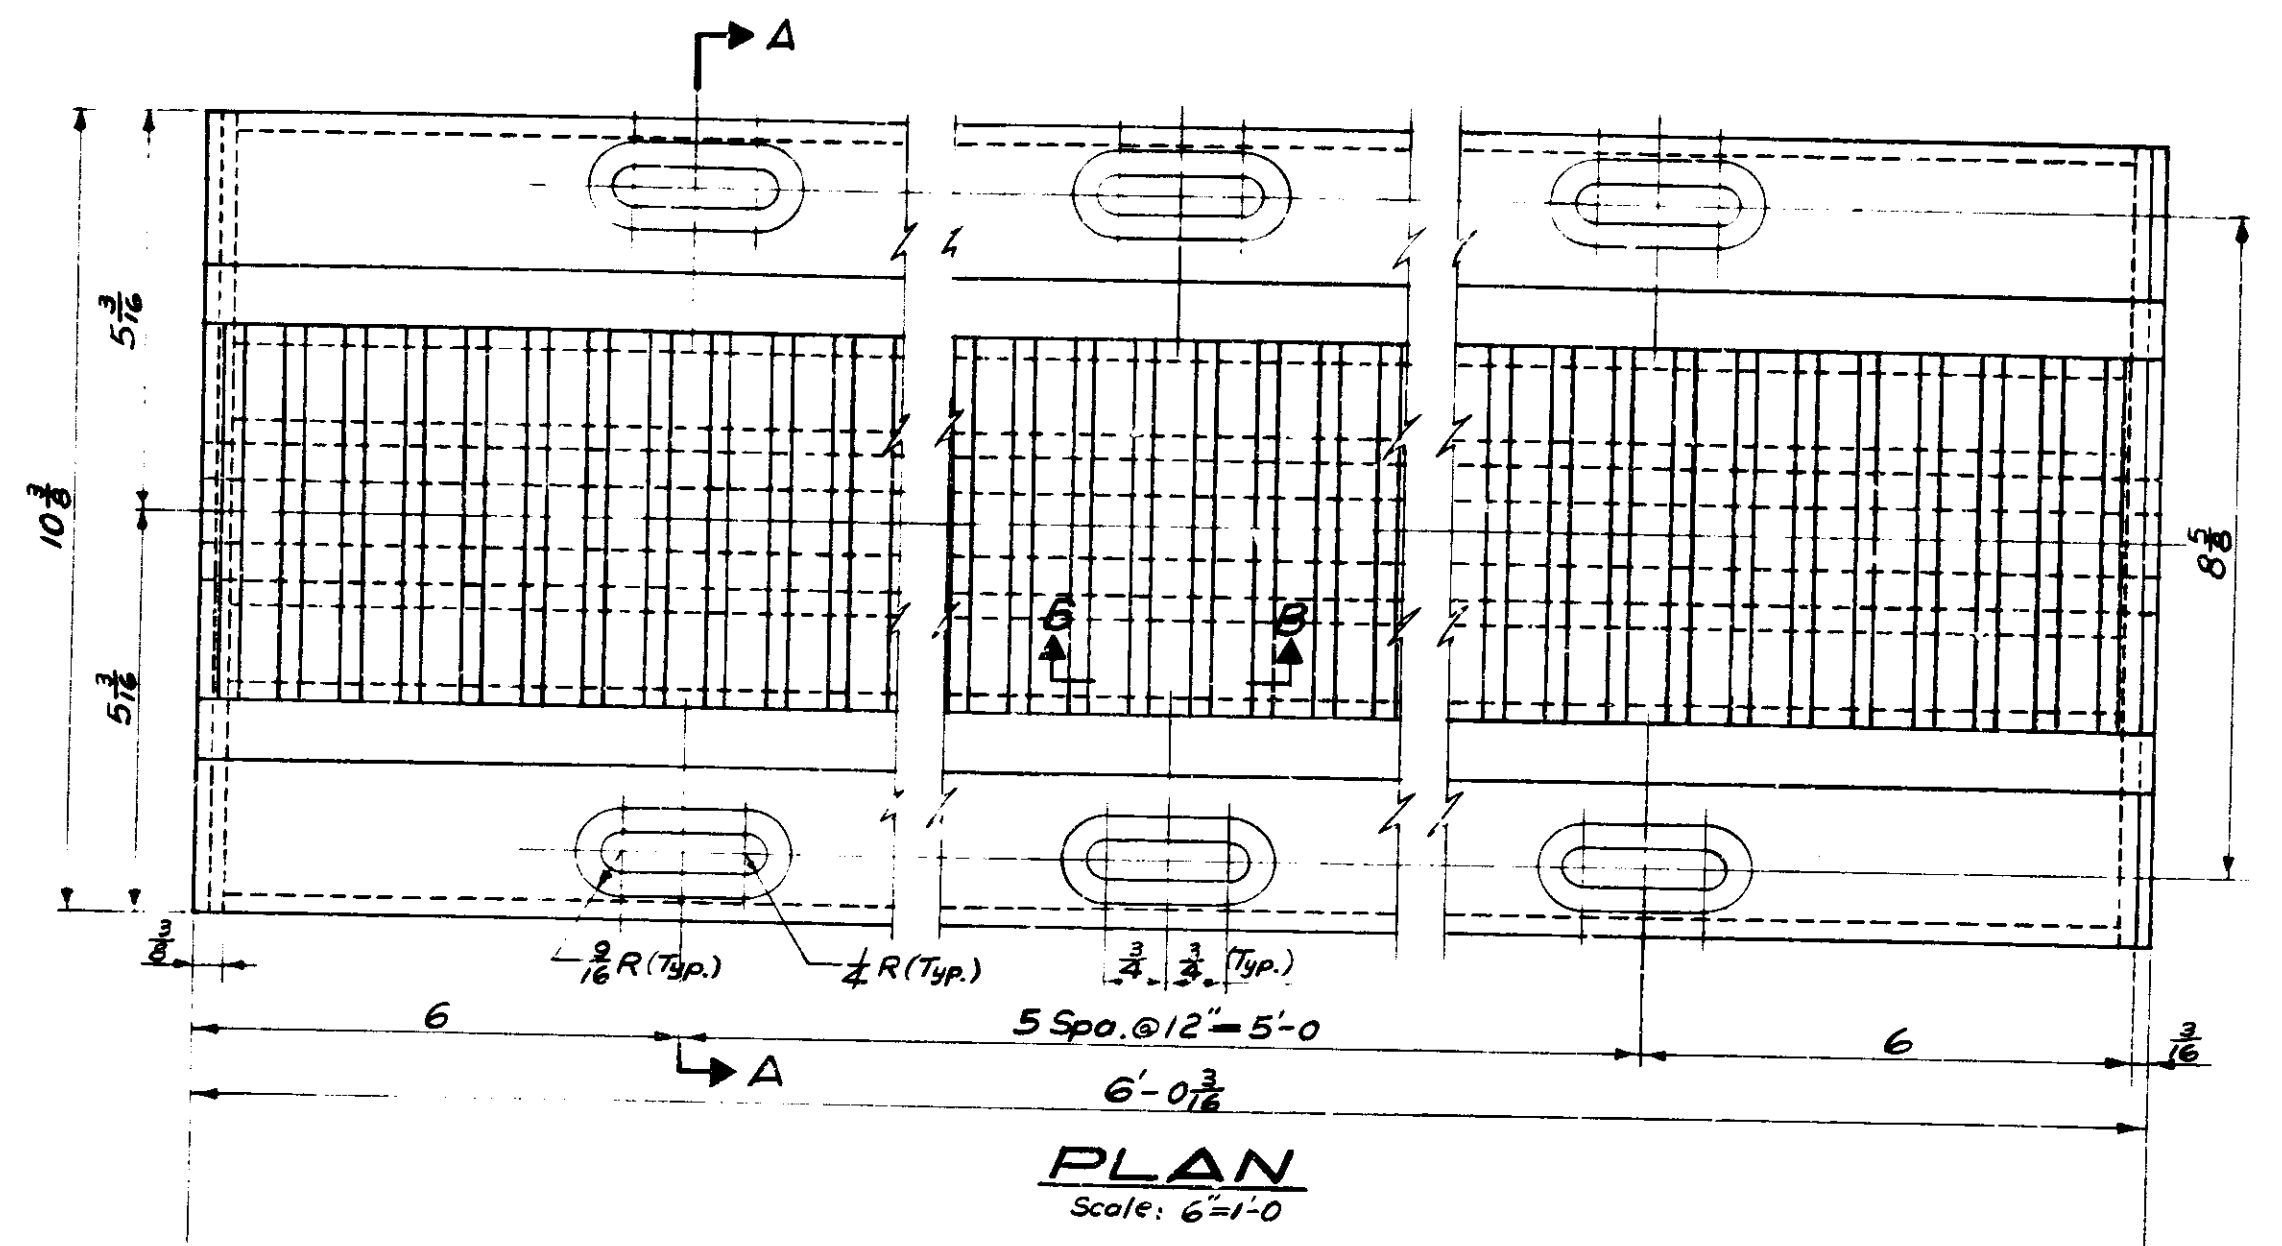 A
5 3/16
10 3/8
8 5/8
B
5 3/16
3/8
9/16 R (Typ.)
1/4 R (Typ.)
3/4 3/4 (Typ.)
6
5 Spa. @ 12" = 5'-0
6
3/16
A
6'-0 3/16
PLAN
Scale: 6"=1'-0